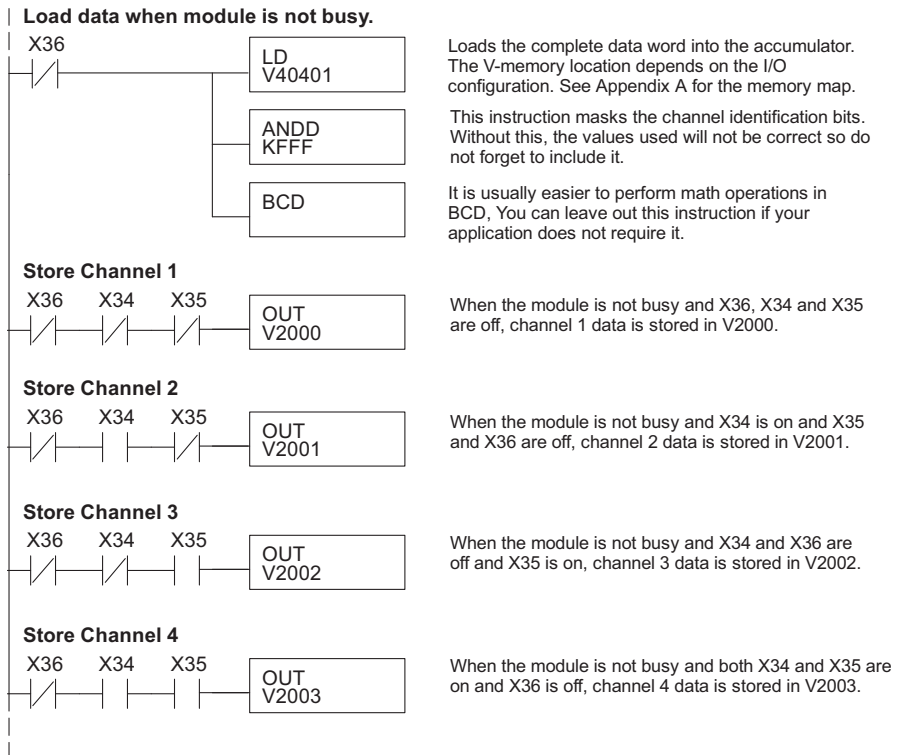 Load data when module is not busy.
X36
LD
V40401
Loads the complete data word into the accumulator.
The V-memory location depends on the I/O
configuration. See Appendix A for the memory map.
ANDD
KFFF
This instruction masks the channel identification bits.
Without this, the values used will not be correct so do
not forget to include it.
BCD
It is usually easier to perform math operations in
BCD, You can leave out this instruction if your
application does not require it.
Store Channel 1
X36 X34 X35
OUT
V2000
When the module is not busy and X36, X34 and X35
are off, channel 1 data is stored in V2000.
Store Channel 2
X36 X34 X35
OUT
V2001
When the module is not busy and X34 is on and X35
and X36 are off, channel 2 data is stored in V2001.
Store Channel 3
X36 X34 X35
OUT
V2002
When the module is not busy and X34 and X36 are
off and X35 is on, channel 3 data is stored in V2002.
Store Channel 4
X36 X34 X35
OUT
V2003
When the module is not busy and both X34 and X35 are
on and X36 is off, channel 4 data is stored in V2003.